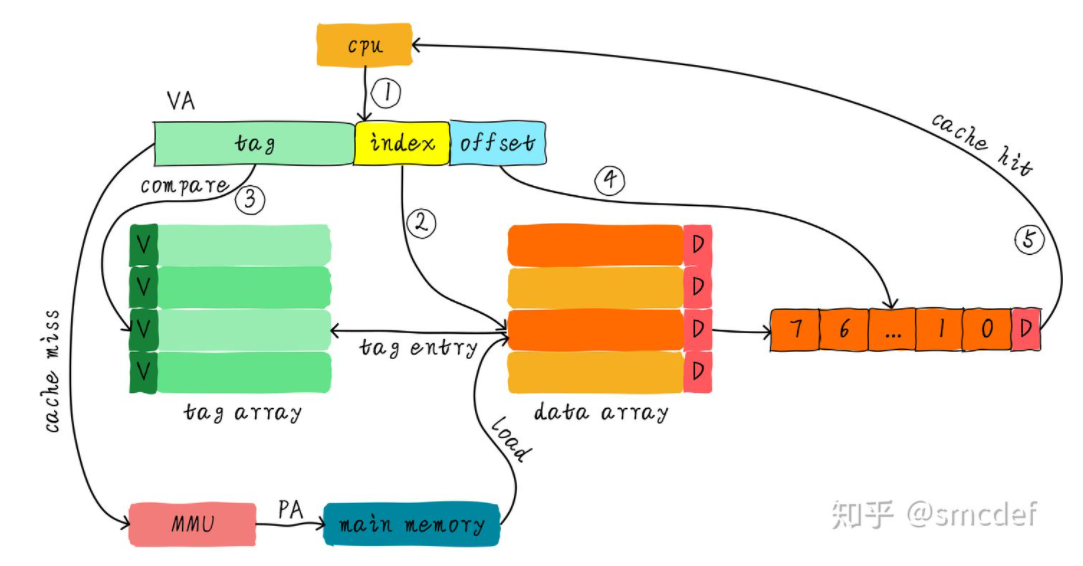 cpu
①
VA
tag
index
offset
compare
③
②
④
cache hit
⑤
V
V
V
V
D
D
D
D
7 6 ... 1 0 D
tag entry
tag array
data array
cache miss
load
MMU
PA
main memory
知乎 @smcdef